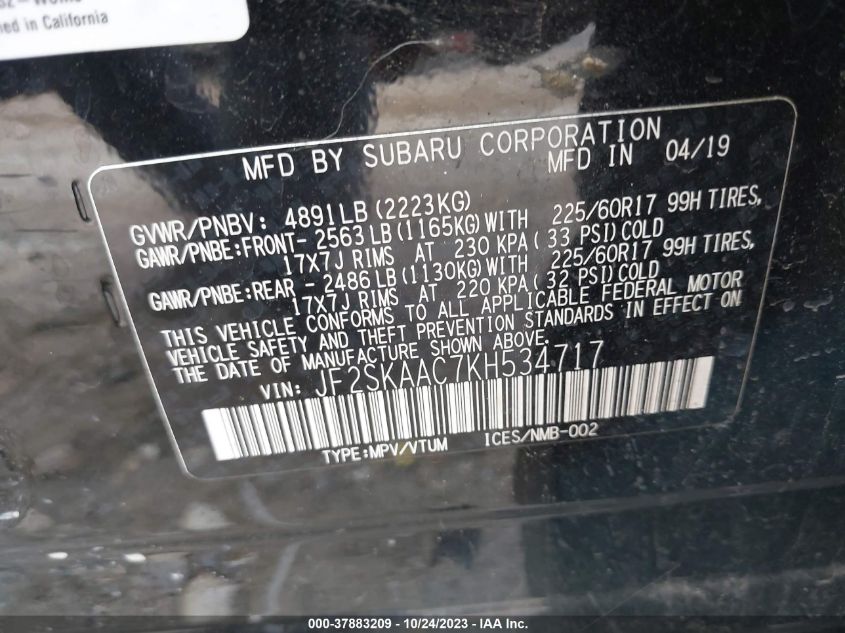 ned in California
MFD BY SUBARU CORPORATION
MFD IN 04/19
GVWR/PNBV: 4891LB (2223KG)
GAWR/PNBE:FRONT- 2563 LB (1165KG) WITH 225/60R17 99H TIRES,
17X7J RIMS AT 230 KPA ( 33 PSI) COLD
GAWR/PNBE:REAR - 2486 LB (1130KG) WITH 225/60R17 99H TIRES,
17X7J RIMS AT 220 KPA ( 32 PSI) COLD
THIS VEHICLE CONFORMS TO ALL APPLICABLE FEDERAL MOTOR
VEHICLE SAFETY AND THEFT PREVENTION STANDARDS IN EFFECT ON
THE DATE OF MANUFACTURE SHOWN ABOVE.
VIN: JF2SKAAC7KH534717
TYPE:MPV/VTUM ICES/NMB-002
000-37883209 - 10/24/2023 - IAA Inc.